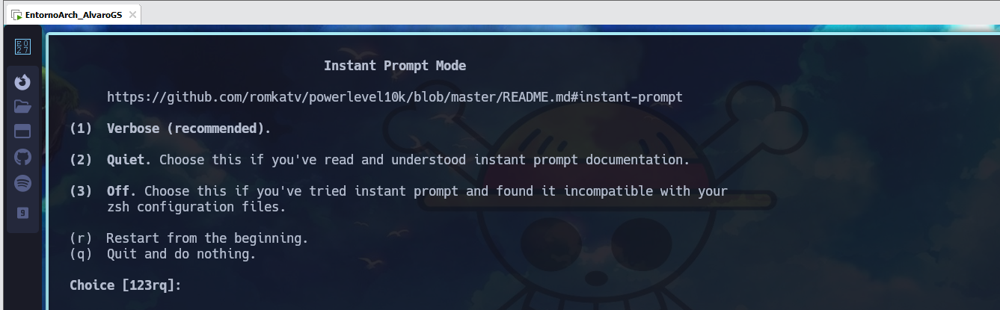 EntornoArch_AlvaroGS
E0
27
Instant Prompt Mode
https://github.com/romkatv/powerlevel10k/blob/master/README.md#instant-prompt
(1) Verbose (recommended).
(2) Quiet. Choose this if you've read and understood instant prompt documentation.
(3) Off. Choose this if you've tried instant prompt and found it incompatible with your
zsh configuration files.
(r) Restart from the beginning.
(q) Quit and do nothing.
Choice [123rq]:
9